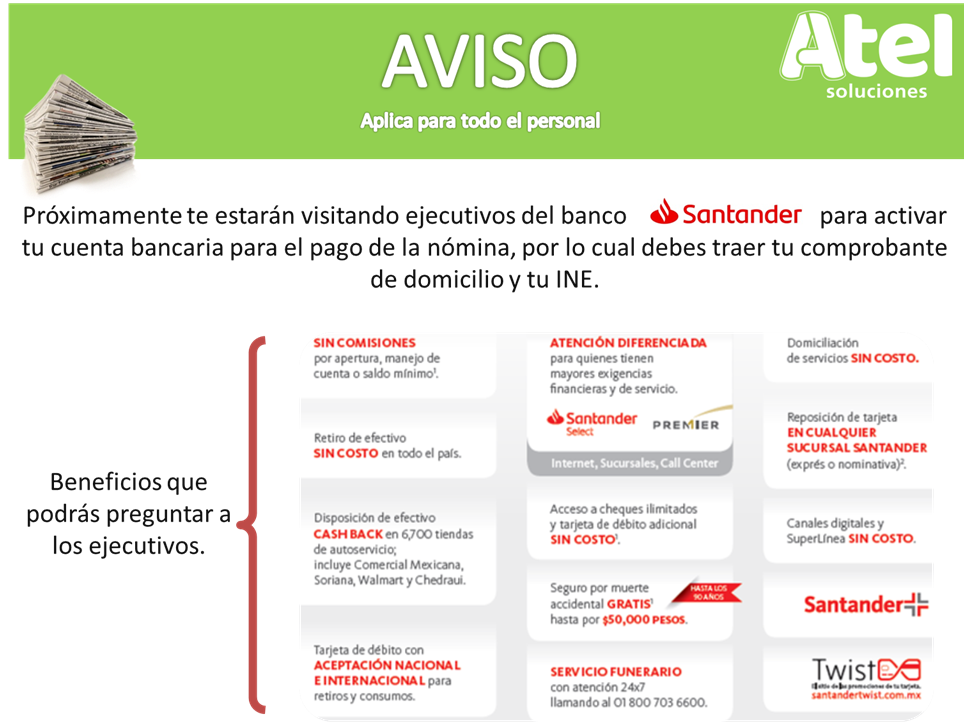 AVISO
Aplica para todo el personal
Atel
soluciones
Próximamente te estarán visitando ejecutivos del banco Santander para activar
tu cuenta bancaria para el pago de la nómina, por lo cual debes traer tu comprobante
de domicilio y tu INE.
Beneficios que
podrás preguntar a
los ejecutivos.
SIN COMISIONES
por apertura, manejo de
cuenta o saldo mínimo¹.
Retiro de efectivo
SIN COSTO en todo el país.
Disposición de efectivo
CASH BACK en 6,700 tiendas
de autoservicio;
incluye Comercial Mexicana,
Soriana, Walmart y Chedraui.
Tarjeta de débito con
ACEPTACIÓN NACIONAL
E INTERNACIONAL para
retiros y consumos.
ATENCIÓN DIFERENCIADA
para quienes tienen
mayores exigencias
financieras y de servicio.
Santander
Select
PREMIER
Internet, Sucursales, Call Center
Acceso a cheques ilimitados
y tarjeta de débito adicional
SIN COSTO¹.
Seguro por muerte
accidental GRATIS¹
hasta por $50,000 PESOS.
HASTA LOS
90 AÑOS
SERVICIO FUNERARIO
con atención 24x7
llamando al 01 800 703 6600.
Domiciliación
de servicios SIN COSTO.
Reposición de tarjeta
EN CUALQUIER
SUCURSAL SANTANDER
(exprés o nominativa)².
Canales digitales y
SuperLínea SIN COSTO.
Santander
Twist
El sitio de las promociones de tu tarjeta.
santandertwist.com.mx